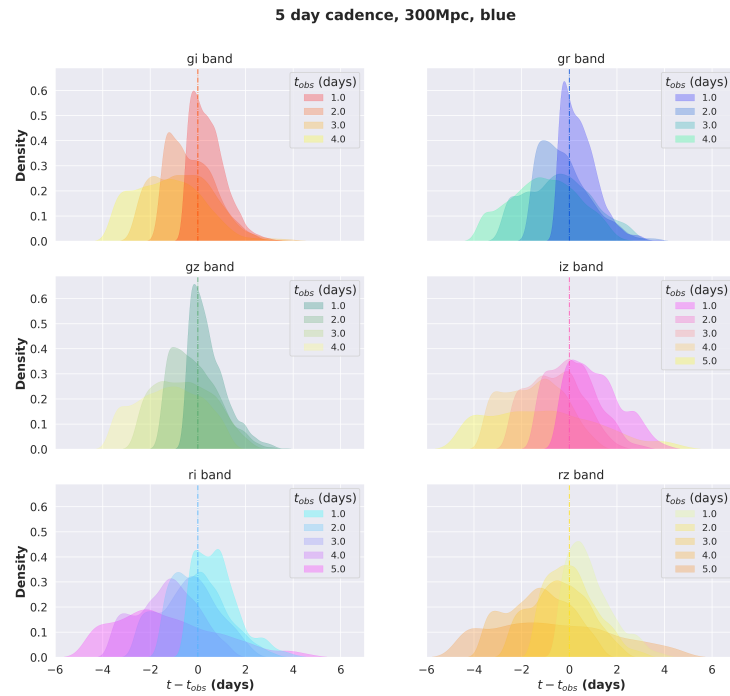 5 day cadence, 300Mpc, blue
gi band
gr band
0.6
0.5
0.4
0.3
0.2
0.1
0.0
Density
t_obs (days)
1.0
2.0
3.0
4.0
t_obs (days)
1.0
2.0
3.0
4.0
gz band
iz band
0.6
0.5
0.4
0.3
0.2
0.1
0.0
Density
t_obs (days)
1.0
2.0
3.0
4.0
t_obs (days)
1.0
2.0
3.0
4.0
5.0
ri band
rz band
0.6
0.5
0.4
0.3
0.2
0.1
0.0
Density
t_obs (days)
1.0
2.0
3.0
4.0
5.0
t_obs (days)
1.0
2.0
3.0
4.0
5.0
−6 −4 −2 0 2 4 6
−6 −4 −2 0 2 4 6
t − t_obs (days)
t − t_obs (days)